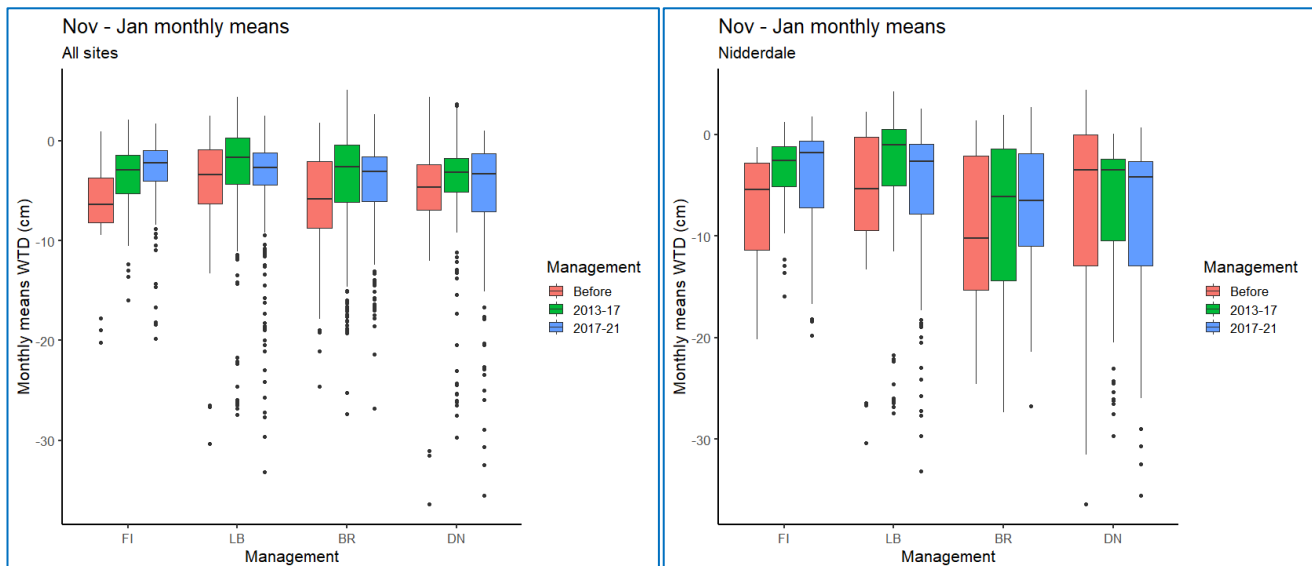 Nov - Jan monthly means
All sites
Monthly means WTD (cm)
0
-10
-20
-30
FI
LB
BR
DN
Management
Management
Before
2013-17
2017-21
Nov - Jan monthly means
Nidderdale
Monthly means WTD (cm)
0
-10
-20
-30
FI
LB
BR
DN
Management
Management
Before
2013-17
2017-21